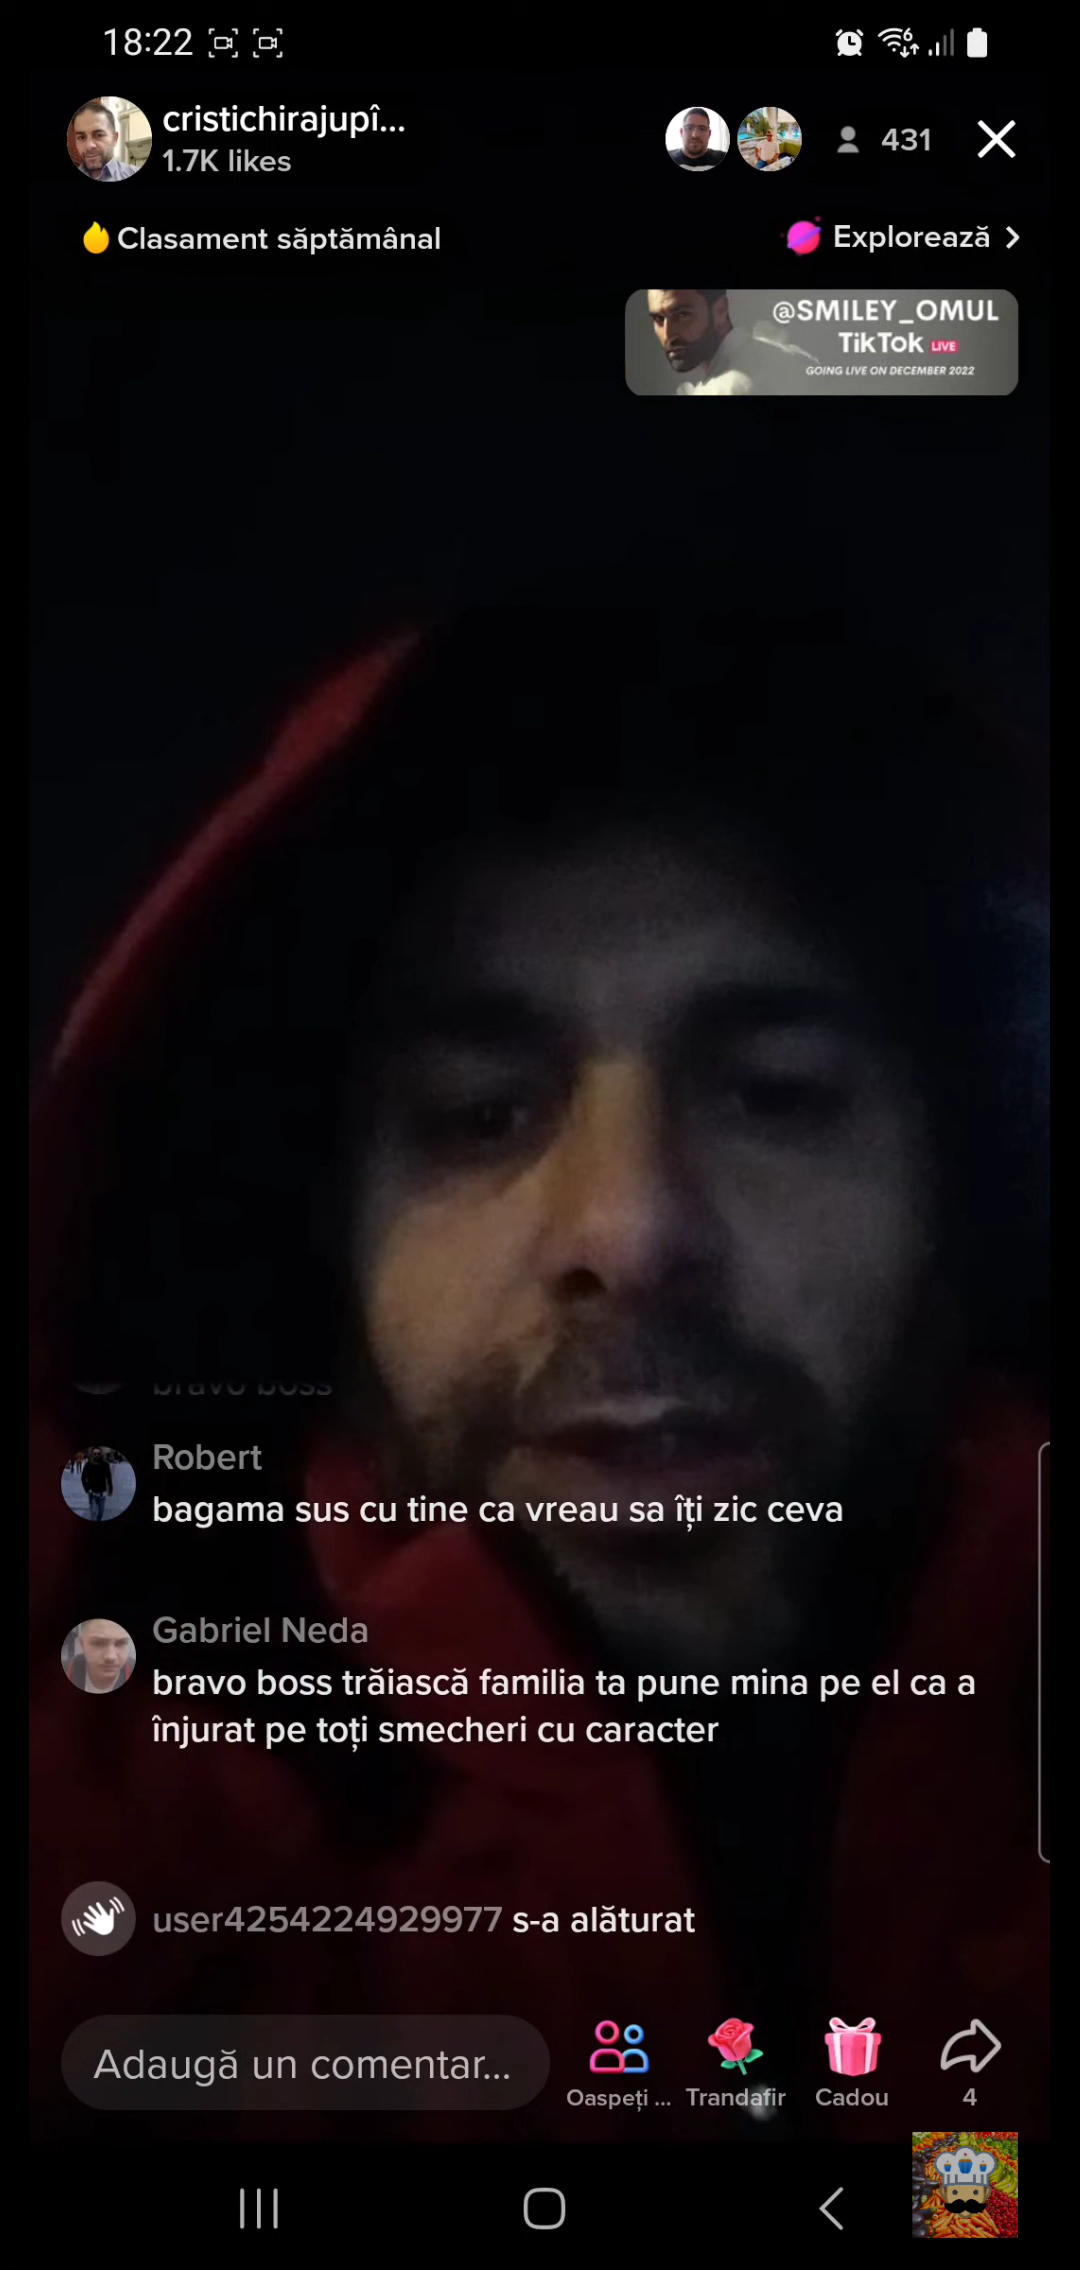 18:22
6
cristichirajupî...
1.7K likes
431
Clasament săptămânal
Explorează
@SMILEY_OMUL
TikTok LIVE
GOING LIVE ON DECEMBER 2022
bravo boss
Robert
bagama sus cu tine ca vreau sa îți zic ceva
Gabriel Neda
bravo boss trăiască familia ta pune mina pe el ca a
înjurat pe toți smecheri cu caracter
user4254224929977 s-a alăturat
Adaugă un comentar...
Oaspeți ...
Trandafir
Cadou
4